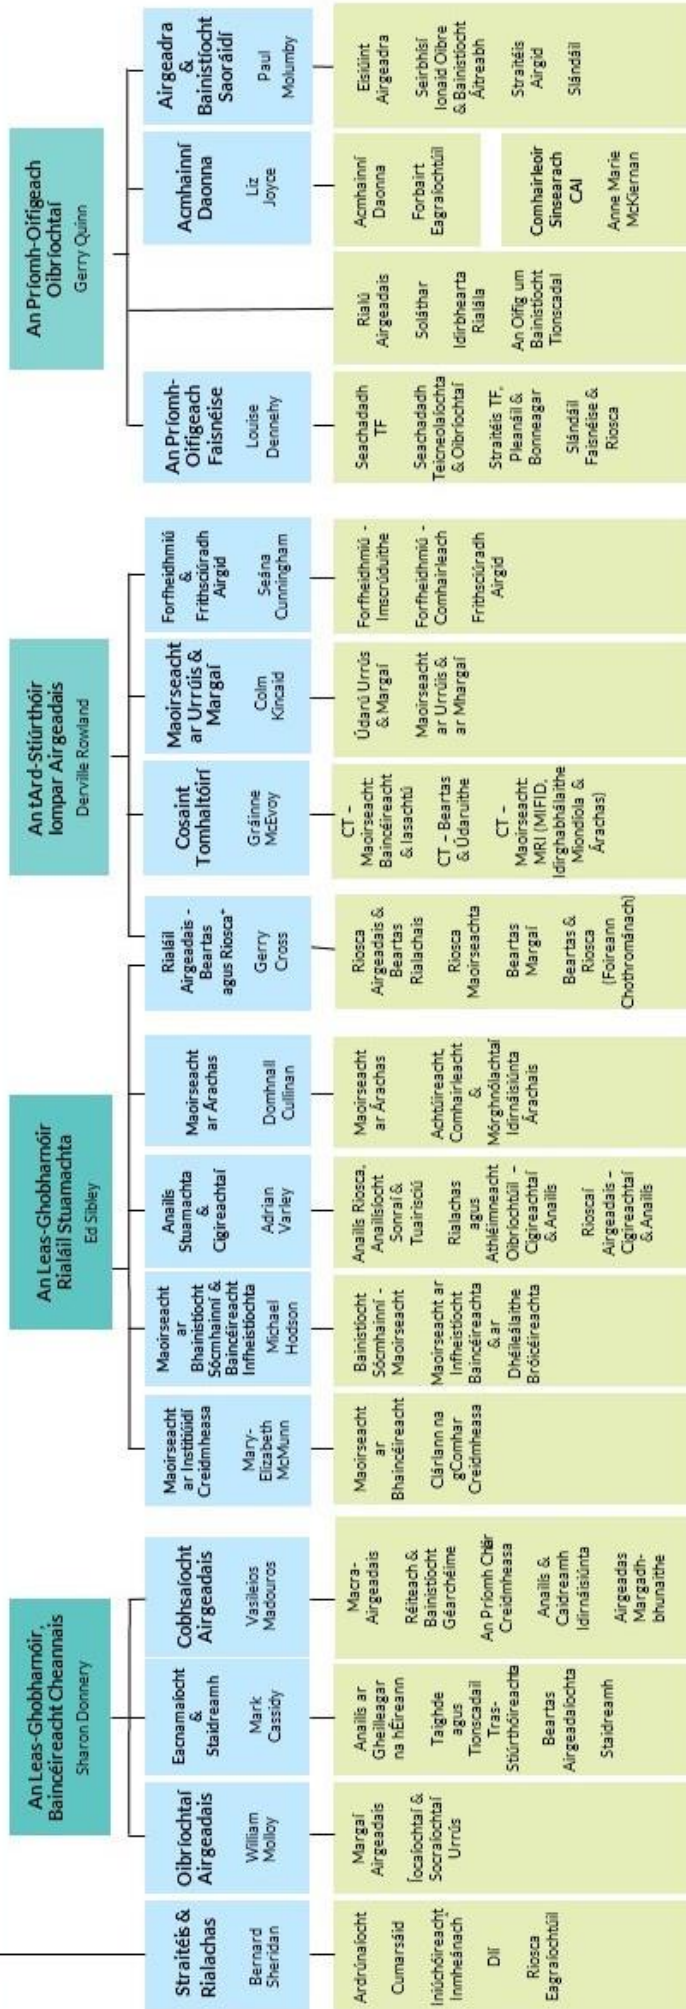 An Leas-Ghobharnóir,
Baincéireacht Cheannais
Sharon Donnery
An Leas-Ghobharnóir
Rialáil Stuamachta
Ed Sibley
An tArd-Stiúrthóir
Iompar Airgeadais
Derville Rowland
An Príomh-Oifigeach
Oibríochtaí
Gerry Quinn
Straitéis &
Rialachas
Bernard
Sheridan
Oibríochtaí
Airgeadais
William
Molloy
Eacnamaíocht
&
Staidreamh
Mark
Cassidy
Cobhsaíocht
Airgeadais
Vasileios
Madouros
Maoirseacht
ar Institiúidí
Creidmheasa
Mary-
Elizabeth
McMunn
Maoirseacht
ar
Bhainistíocht
Sócmhainní &
Baincéireacht
Infheistíochta
Michael
Hodson
Anailís
Stuamachta
&
Cigireachtaí
Adrian
Varley
Maoirseacht
ar Árachas
Domhnall
Cullinan
Rialáil
Airgeadais -
Beartas
agus Riosca+
Gerry
Cross
Cosaint
Tomhaltóirí
Gráinne
McEvoy
Maoirseacht
ar Urrúis &
Margaí
Colm
Kincaid
Forfheidhmiú
&
Frithsciúradh
Airgid
Seána
Cunningham
An Príomh-
Oifigeach
Faisnéise
Louise
Dennehy
Acmhainní
Daonna
Liz
Joyce
Airgeadra
&
Bainistíocht
Saoráidí
Paul
Molumby
Ardrúnaíocht
Cumarsáid
Iniúchóireacht
Inmheánach
Dlí
Riosca
Eagraíochtúil
Margaí
Airgeadais
Íocaíochtaí &
Socraíochtaí
Urrús
Anailís ar
Gheilleagar
na hÉireann
Taighde
agus
Tionscadail
Tras-
Stiúrthóireachta
Beartas
Airgeadaíochta
Staidreamh
Macra-
Airgeadais
Réiteach &
Bainistíocht
Géarchéime
An Príomh Chlár
Creidmheasa
Anailís &
Caidreamh
Idirnáisiúnta
Airgeadas
Margadh-
bhunaithe
Maoirseacht
ar
Bhaincéireacht
Clárlann na
gComhar
Creidmheasa
Bainistíocht
Sócmhainní -
Maoirseacht
Maoirseacht ar
Infheistíocht
Baincéireachta
& ar
Dhéileálaithe
Bróicéireachta
Anailís Riosca,
Anailísíocht
Sonraí &
Tuairisciú
Rialachas
agus
Athléimneacht
Oibríochtúil –
Cigireachtaí
& Anailís
Rioscaí
Airgeadais –
Cigireachtaí
& Anailís
Maoirseacht
ar Árachas
Achtúireacht,
Comhairleacht
&
Mórghnólachtaí
Idirnáisiúnta
Árachais
Riosca
Airgeadais &
Beartas
Rialachais
Riosca
Maoirseachta
Beartas
Margaí
Beartas &
Riosca
(Foireann
Chothrománach)
CT –
Maoirseacht:
Baincéireacht
& Iasachtú
CT – Beartas
& Údaruithe
CT –
Maoirseacht:
MRI (MIFID,
Idirghabhálaithe
Miondíola &
Árachas)
Údarú Urrús
& Margaí
Maoirseacht
ar Urrúis &
ar Mhargaí
Forfheidhmiú -
Imscrúduithe
Forfheidhmiú -
Comhairleach
Frithsciúradh
Airgid
Seachadadh
TF
Seachadadh
Teicneolaíochta
& Oibríochtaí
Straitéis TF,
Pleanáil &
Bonneagar
Slándáil
Faisnéise &
Riosca
Rialú
Airgeadais
Soláthar
Idirbhearta
Rialála
An Oifig um
Bainistíocht
Tionscadal
Acmhainní
Daonna
Forbairt
Eagraíochtúil
Comhairleoir
Sinsearach
CAI
Anne Marie
McKiernan
Eisiúint
Airgeadra
Seirbhísí
Ionaid Oibre
& Bainistíocht
Áitreabh
Straitéis
Airgid
Slándáil